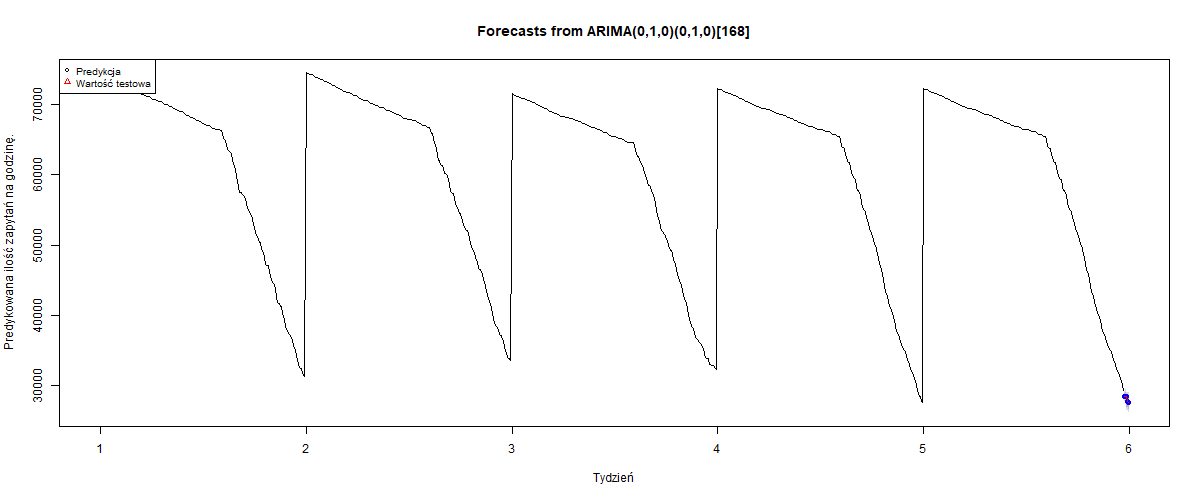 Forecasts from ARIMA(0,1,0)(0,1,0)[168]
Predykcja
Wartość testowa
Predykowana ilość zapytań na godzinę.
70000
60000
50000
40000
30000
1 2 3 4 5 6
Tydzień